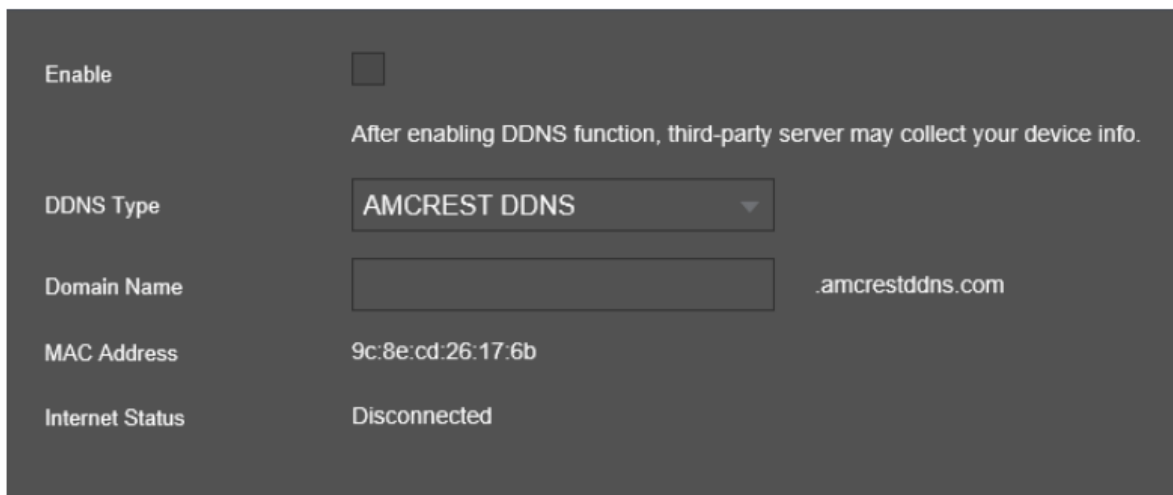 Enable
After enabling DDNS function, third-party server may collect your device info.
DDNS Type AMCREST DDNS
Domain Name .amcrestddns.com
MAC Address 9c:8e:cd:26:17:6b
Internet Status Disconnected